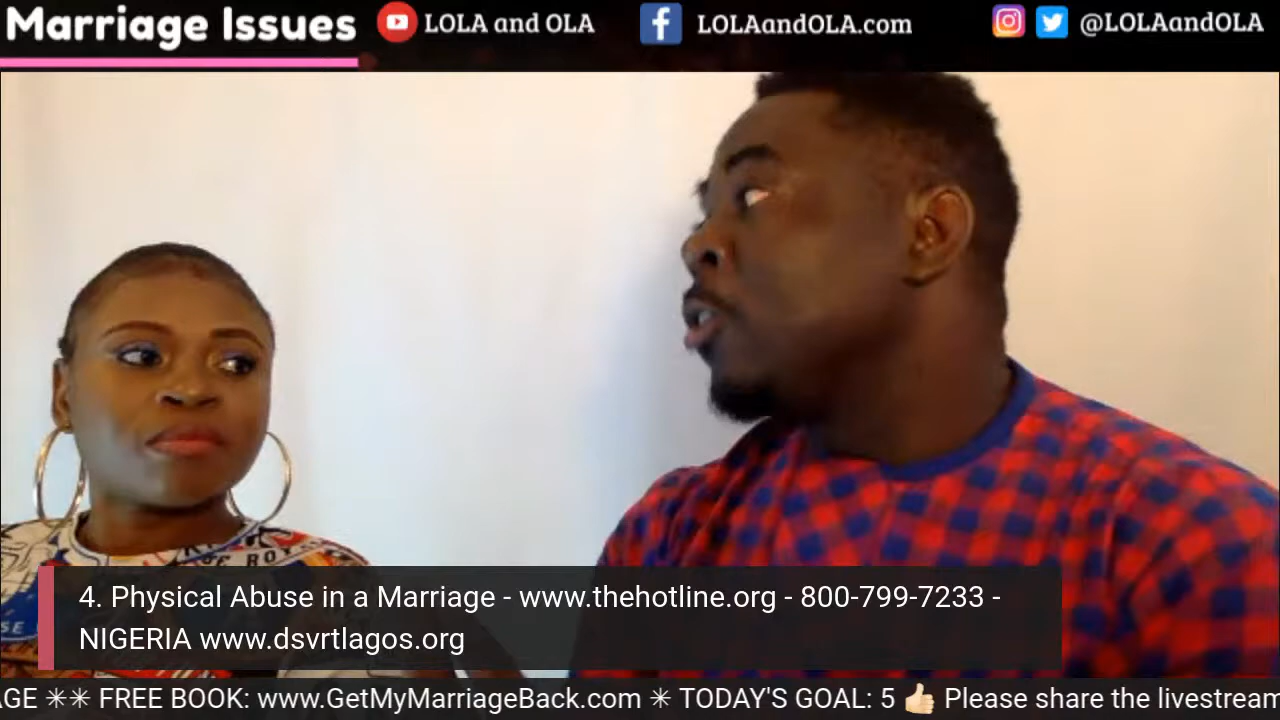 Marriage Issues
LOLA and OLA
LOLAandOLA.com
@LOLAandOLA
4. Physical Abuse in a Marriage - www.thehotline.org - 800-799-7233 -
NIGERIA www.dsvrtlagos.org
AGE ✳✳ FREE BOOK: www.GetMyMarriageBack.com ✳ TODAY'S GOAL: 5 👍🏻 Please share the livestream